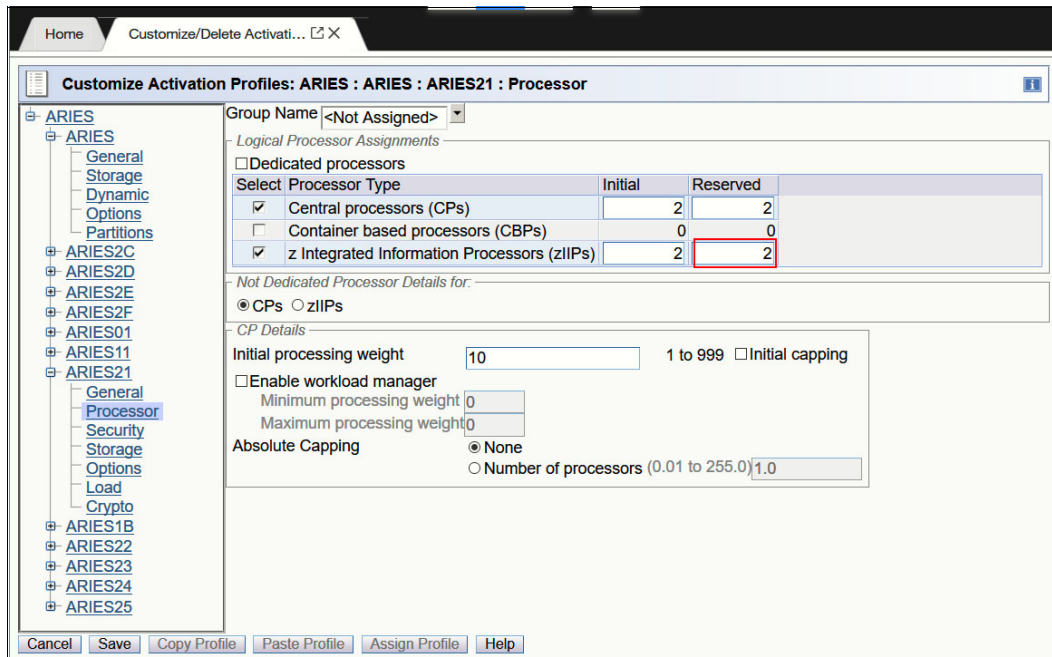 Home
Customize/Delete Activati...
Customize Activation Profiles: ARIES : ARIES : ARIES21 : Processor
ARIES
ARIES
General
Storage
Dynamic
Options
Partitions
ARIES2C
ARIES2D
ARIES2E
ARIES2F
ARIES01
ARIES11
ARIES21
General
Processor
Security
Storage
Options
Load
Crypto
ARIES1B
ARIES22
ARIES23
ARIES24
ARIES25
Group Name <Not Assigned>
Logical Processor Assignments
Dedicated processors
Select Processor Type Initial Reserved
Central processors (CPs) 2 2
Container based processors (CBPs) 0 0
z Integrated Information Processors (zIIPs) 2 2
Not Dedicated Processor Details for:
CPs zIIPs
CP Details
Initial processing weight 10 1 to 999 Initial capping
Enable workload manager
Minimum processing weight 0
Maximum processing weight 0
Absolute Capping None
Number of processors (0.01 to 255.0) 1.0
Cancel Save Copy Profile Paste Profile Assign Profile Help